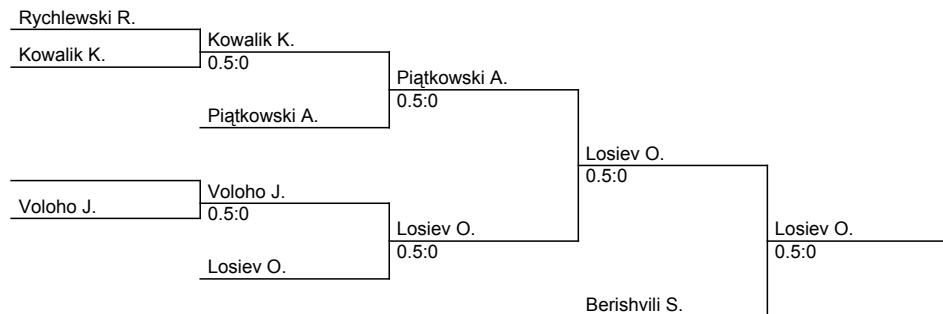 Rychlewski R.
Kowalik K.
Kowalik K.
0.5:0
Piątkowski A.
0.5:0
Piątkowski A.
Losiev O.
0.5:0
Voloho J.
Voloho J.
0.5:0
Losiev O.
0.5:0
Losiev O.
0.5:0
Losiev O.
Berishvili S.